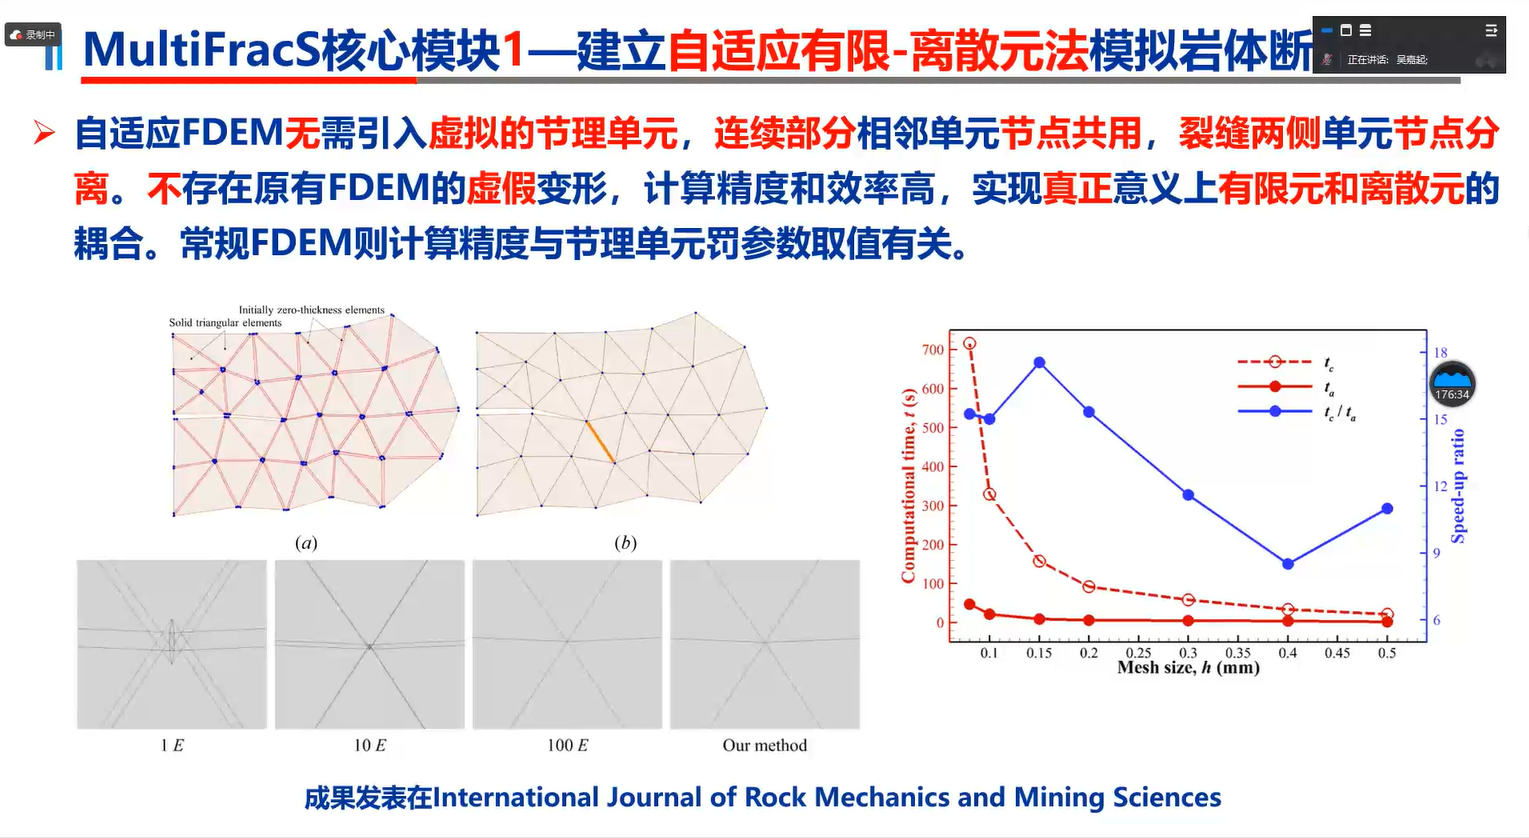 录制中
MultiFracS核心模块1—建立自适应有限-离散元法模拟岩体断
正在讲话: 吴嘉起;
自适应FDEM无需引入虚拟的节理单元，连续部分相邻单元节点共用，裂缝两侧单元节点分
离。不存在原有FDEM的虚假变形，计算精度和效率高，实现真正意义上有限元和离散元的
耦合。常规FDEM则计算精度与节理单元罚参数取值有关。
Initially zero-thickness elements
Solid triangular elements
(a)
(b)
1 E
10 E
100 E
Our method
Computational time, t (s)
700
600
500
400
300
200
100
0
tc
ta
tc / ta
18
15
12
9
6
Speed-up ratio
176:34
0.1 0.15 0.2 0.25 0.3 0.35 0.4 0.45 0.5
Mesh size, h (mm)
成果发表在International Journal of Rock Mechanics and Mining Sciences